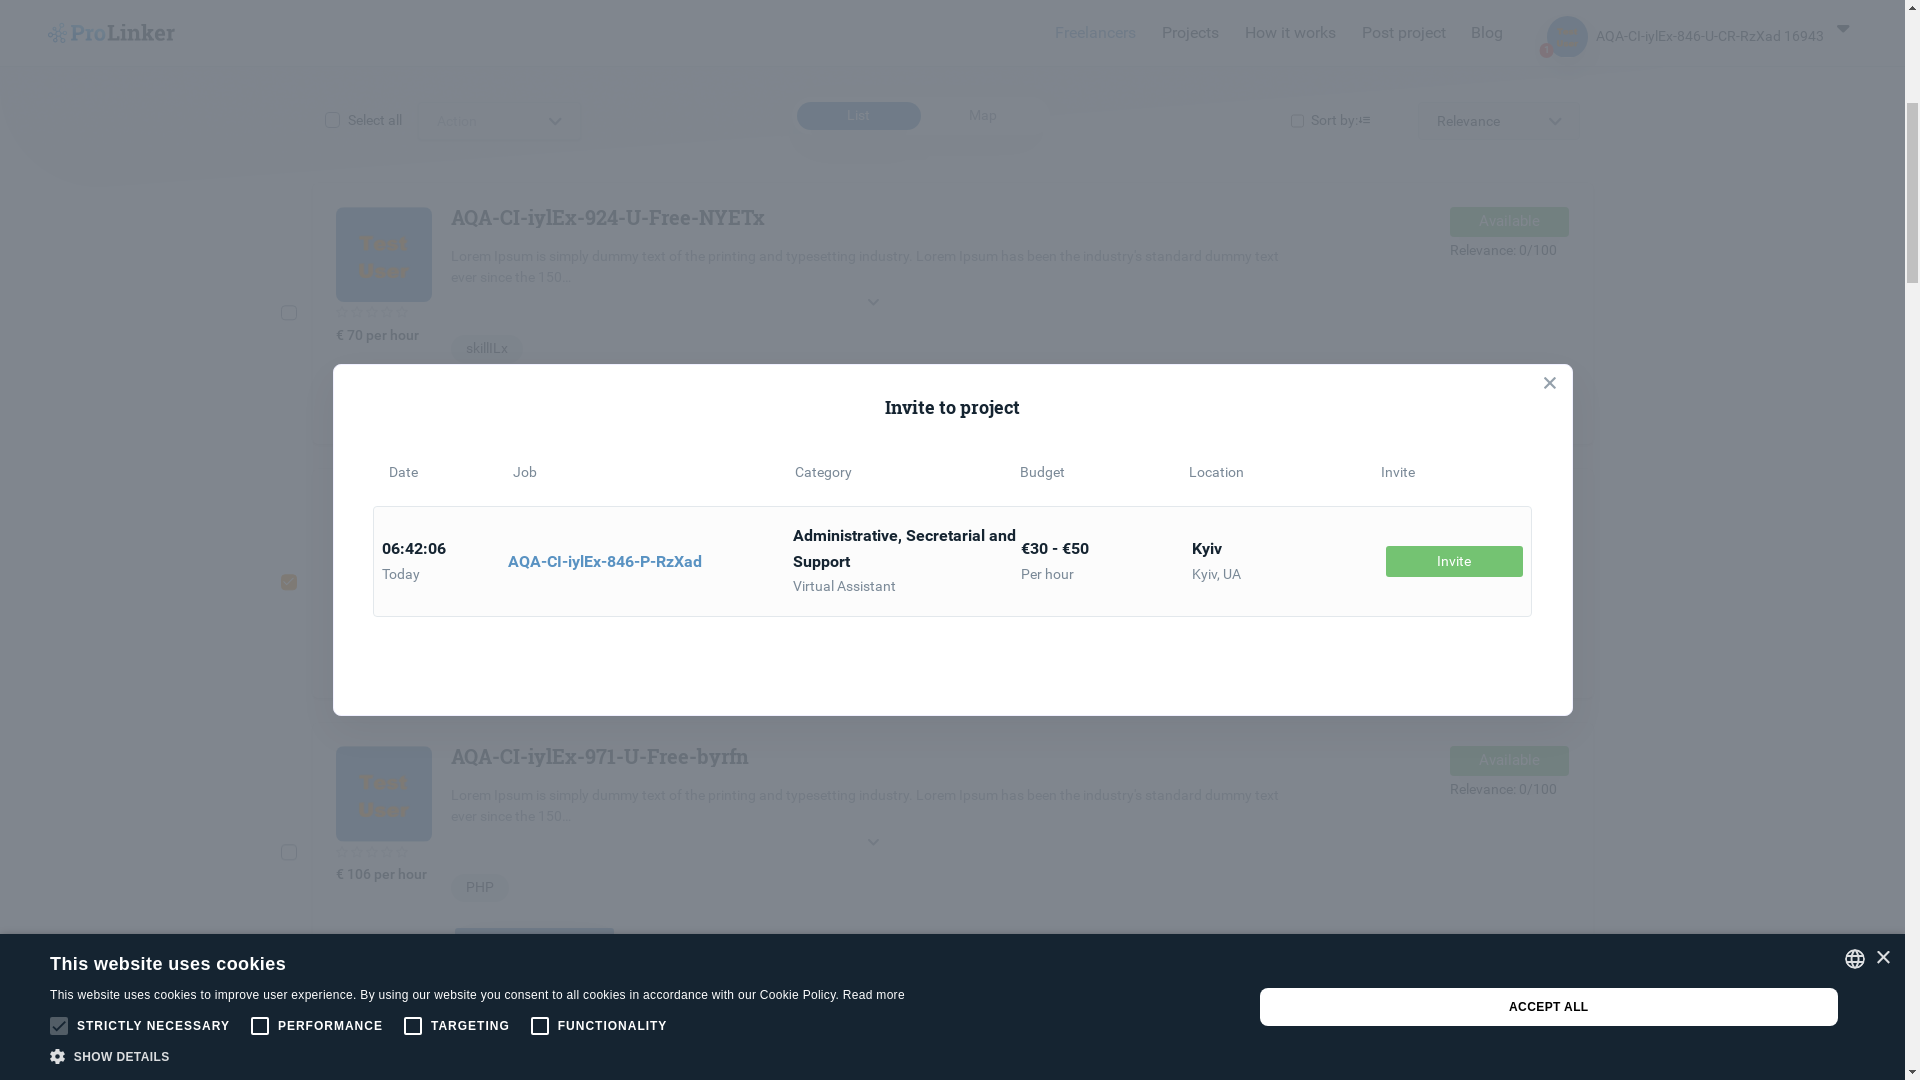 ProLinker
Freelancers Projects How it works Post project Blog
1
AQA-CI-iylEx-846-U-CR-RzXad 16943
Select all Action
List Map
Sort by: Relevance
Test
User
AQA-CI-iylEx-924-U-Free-NYETx
Lorem Ipsum is simply dummy text of the printing and typesetting industry. Lorem Ipsum has been the industry's standard dummy text
ever since the 150...
Available
Relevance: 0/100
€ 70 per hour
skillILx
Invite to project
Date Job Category Budget Location Invite
06:42:06
Today
AQA-CI-iylEx-846-P-RzXad
Administrative, Secretarial and
Support
Virtual Assistant
€30 - €50
Per hour
Kyiv
Kyiv, UA
Invite
Test
User
AQA-CI-iylEx-971-U-Free-byrfn
Lorem Ipsum is simply dummy text of the printing and typesetting industry. Lorem Ipsum has been the industry's standard dummy text
ever since the 150...
Available
Relevance: 0/100
€ 106 per hour
PHP
This website uses cookies
This website uses cookies to improve user experience. By using our website you consent to all cookies in accordance with our Cookie Policy. Read more
STRICTLY NECESSARY PERFORMANCE TARGETING FUNCTIONALITY
SHOW DETAILS
ACCEPT ALL